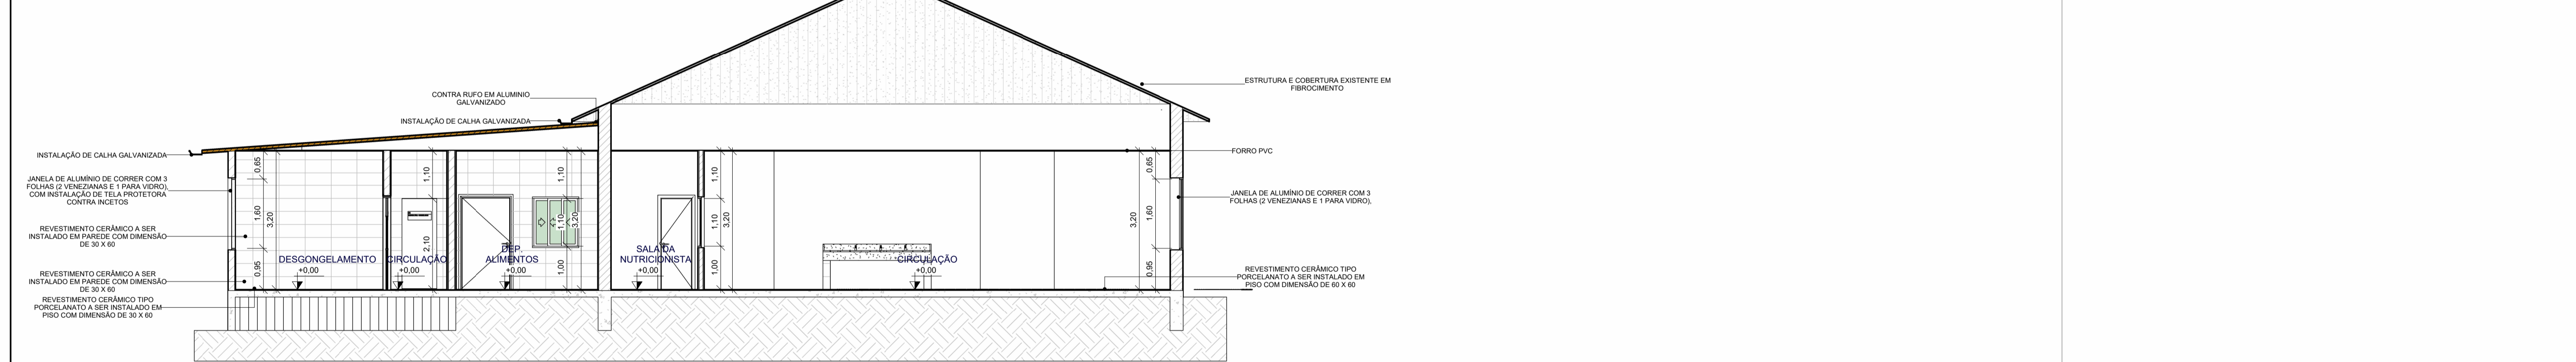 ESTRUTURA E COBERTURA EXISTENTE EM
FIBROCIMENTO
CONTRA RUFO EM ALUMINIO
GALVANIZADO
INSTALAÇÃO DE CALHA GALVANIZADA
INSTALAÇÃO DE CALHA GALVANIZADA
FORRO PVC
JANELA DE ALUMÍNIO DE CORRER COM 3
FOLHAS (2 VENEZIANAS E 1 PARA VIDRO),
COM INSTALAÇÃO DE TELA PROTETORA
CONTRA INCETOS
JANELA DE ALUMÍNIO DE CORRER COM 3
FOLHAS (2 VENEZIANAS E 1 PARA VIDRO),
REVESTIMENTO CERÂMICO A SER
INSTALADO EM PAREDE COM DIMENSÃO
DE 30 X 60
REVESTIMENTO CERÂMICO A SER
INSTALADO EM PAREDE COM DIMENSÃO
DE 30 X 60
REVESTIMENTO CERÂMICO TIPO
PORCELANATO A SER INSTALADO EM
PISO COM DIMENSÃO DE 30 X 60
0,65
1,60
0,95
3,20
DESGONGELAMENTO
+0,00
1,10
2,10
CIRCULAÇÃO
+0,00
DEP.
ALIMENTOS
+0,00
1,10
1,10
1,00
3,20
SALA DA
NUTRICIONISTA
+0,00
1,10
1,10
1,00
3,20
CIRCULAÇÃO
+0,00
3,20
0,65
1,60
0,95
REVESTIMENTO CERÂMICO TIPO
PORCELANATO A SER INSTALADO EM
PISO COM DIMENSÃO DE 60 X 60